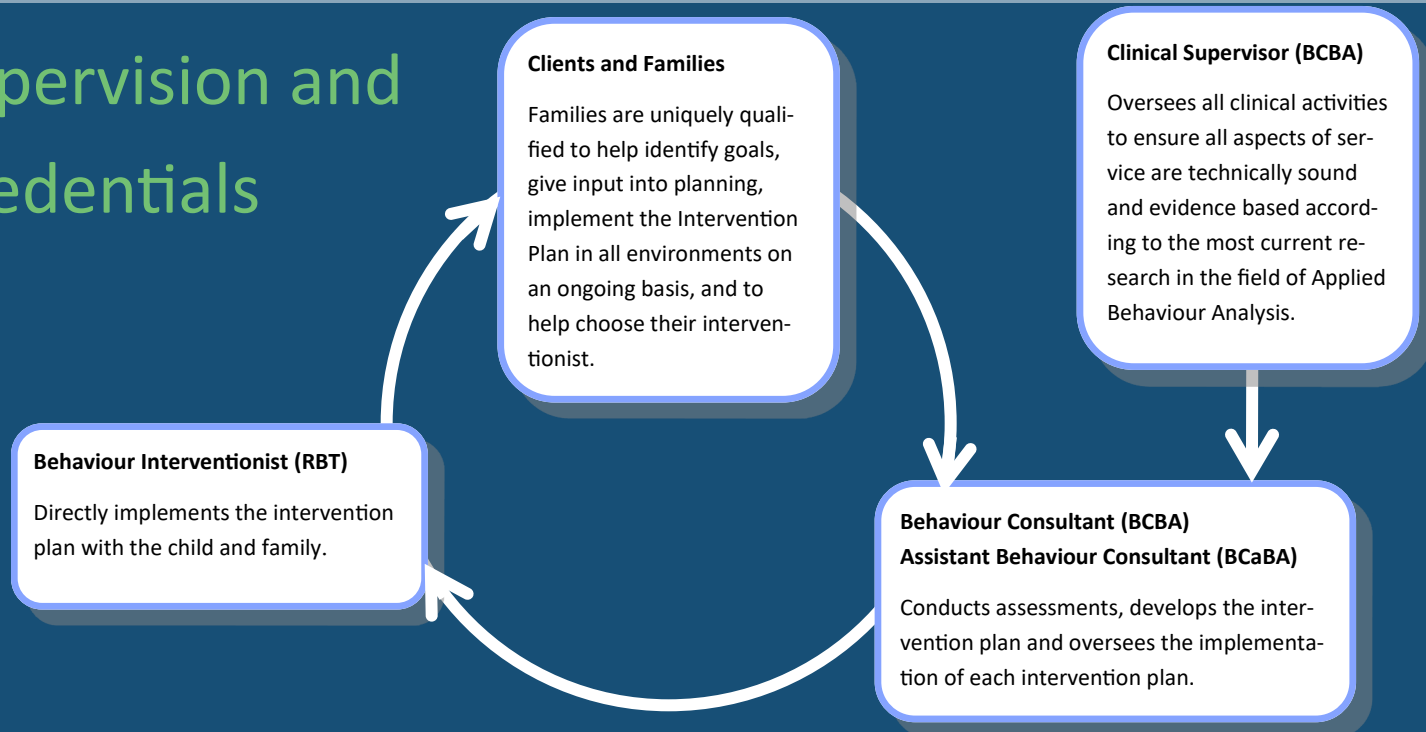 pervision and
edentials
Clients and Families
Families are uniquely quali-
fied to help identify goals,
give input into planning,
implement the Intervention
Plan in all environments on
an ongoing basis, and to
help choose their interven-
tionist.
Clinical Supervisor (BCBA)
Oversees all clinical activities
to ensure all aspects of ser-
vice are technically sound
and evidence based accord-
ing to the most current re-
search in the field of Applied
Behaviour Analysis.
Behaviour Interventionist (RBT)
Directly implements the intervention
plan with the child and family.
Behaviour Consultant (BCBA)
Assistant Behaviour Consultant (BCaBA)
Conducts assessments, develops the inter-
vention plan and oversees the implementa-
tion of each intervention plan.